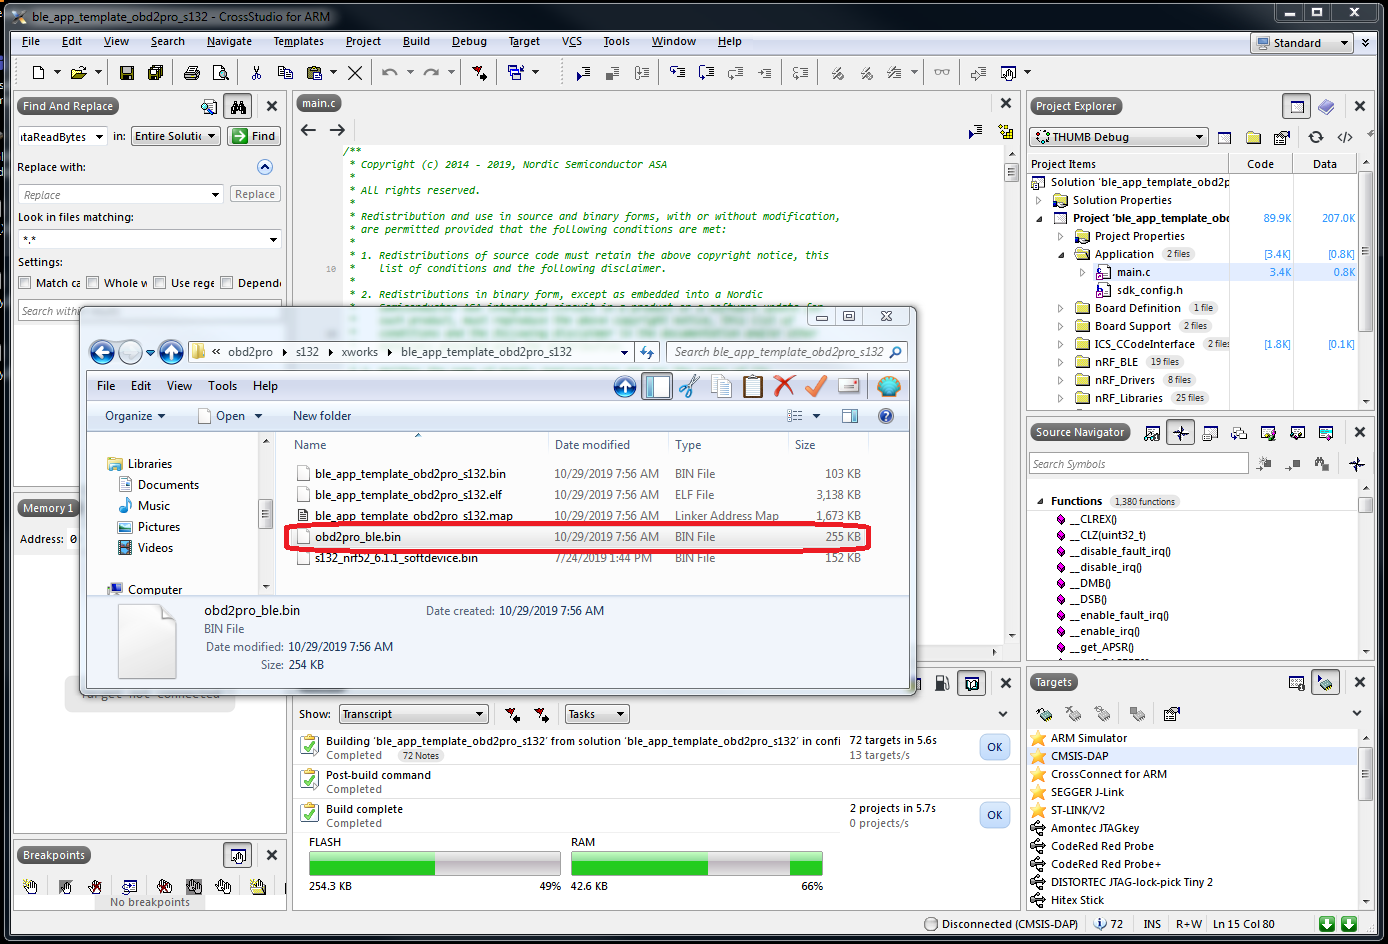 ble_app_template_obd2pro_s132 - CrossStudio for ARM
File Edit View Search Navigate Templates Project Build Debug Target VCS Tools Window Help
Standard
Find And Replace
itaReadBytes in: Entire Solutic Find
Replace with:
Replace Replace
Look in files matching:
*.*
Settings:
Match ca Whole w Use rege Depend
Search with
main.c
/**
* Copyright (c) 2014 - 2019, Nordic Semiconductor ASA
*
* All rights reserved.
*
* Redistribution and use in source and binary forms, with or without modification,
* are permitted provided that the following conditions are met:
*
* 1. Redistributions of source code must retain the above copyright notice, this
10
* list of conditions and the following disclaimer.
*
* 2. Redistributions in binary form, except as embedded into a Nordic
Project Explorer
THUMB Debug
Project Items Code Data
Solution 'ble_app_template_obd2p
Solution Properties
Project 'ble_app_template_obd 89.9K 207.0K
Project Properties
Application 2 files [3.4K] [0.8K]
main.c 3.4K 0.8K
sdk_config.h
Board Definition 1 file
Board Support 2 files
ICS_CCodeInterface 2 files [1.8K] [0.1K]
nRF_BLE 19 files
nRF_Drivers 8 files
nRF_Libraries 25 files
obd2pro s132 xworks ble_app_template_obd2pro_s132
Search ble_app_template_obd2pro_s132
File Edit View Tools Help
Organize Open New folder
Name Date modified Type Size
Libraries
Documents
Music
Pictures
Videos
Computer
ble_app_template_obd2pro_s132.bin 10/29/2019 7:56 AM BIN File 103 KB
ble_app_template_obd2pro_s132.elf 10/29/2019 7:56 AM ELF File 3,138 KB
ble_app_template_obd2pro_s132.map 10/29/2019 7:56 AM Linker Address Map 1,673 KB
obd2pro_ble.bin 10/29/2019 7:56 AM BIN File 255 KB
s132_nrf52_6.1.1_softdevice.bin 7/24/2019 1:44 PM BIN File 152 KB
obd2pro_ble.bin Date created: 10/29/2019 7:56 AM
BIN File
Date modified: 10/29/2019 7:56 AM
Size: 254 KB
Memory 1
Address: 0
Target not connected
Source Navigator
Search Symbols
Functions 1,380 functions
__CLREX()
__CLZ(uint32_t)
__disable_fault_irq()
__disable_irq()
__DMB()
__DSB()
__enable_fault_irq()
__enable_irq()
__get_APSR()
Show: Transcript Tasks
Building 'ble_app_template_obd2pro_s132' from solution 'ble_app_template_obd2pro_s132' in confi 72 targets in 5.6s OK
Completed 72 Notes 13 targets/s
Post-build command
Completed
Build complete 2 projects in 5.7s OK
Completed 0 projects/s
FLASH RAM
254.3 KB 49% 42.6 KB 66%
Breakpoints
No breakpoints
Targets
ARM Simulator
CMSIS-DAP
CrossConnect for ARM
SEGGER J-Link
ST-LINK/V2
Amontec JTAGkey
CodeRed Red Probe
CodeRed Red Probe+
DISTORTEC JTAG-lock-pick Tiny 2
Hitex Stick
Disconnected (CMSIS-DAP) 72 INS R+W Ln 15 Col 80